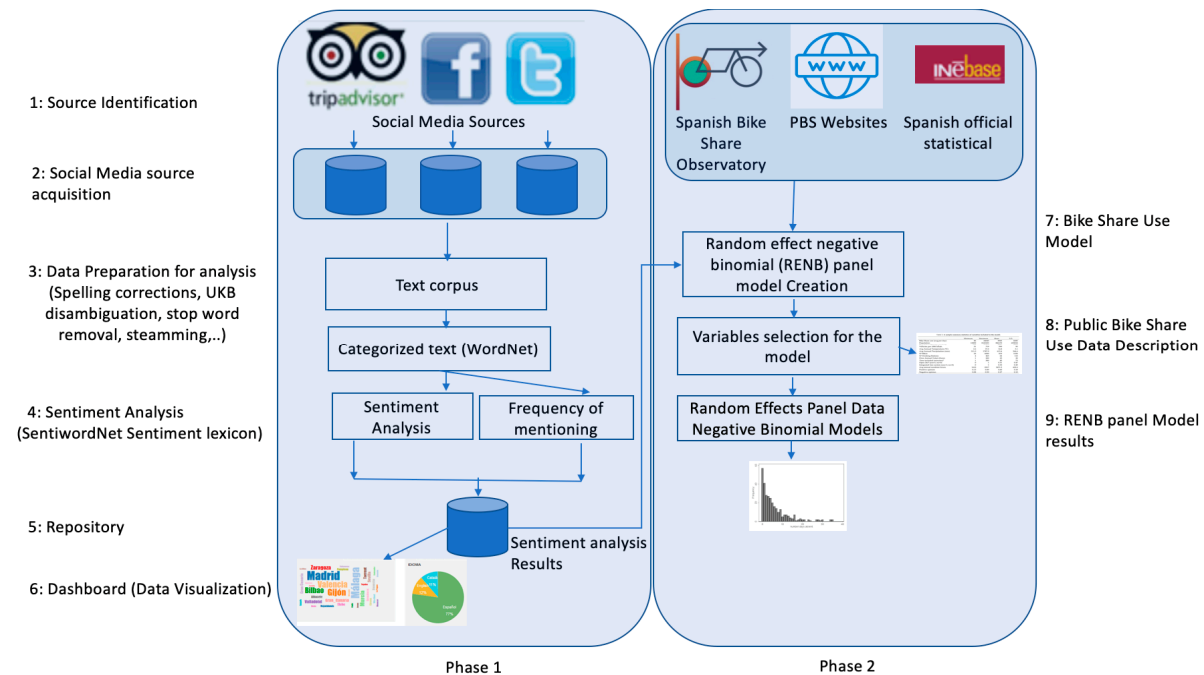 tripadvisor
Social Media Sources
1: Source Identification
2: Social Media source
acquisition
3: Data Preparation for analysis
(Spelling corrections, UKB
disambiguation, stop word
removal, steamming,..)
4: Sentiment Analysis
(SentiwordNet Sentiment lexicon)
5: Repository
6: Dashboard (Data Visualization)
Text corpus
Categorized text (WordNet)
Sentiment
Analysis
Frequency of
mentioning
Sentiment analysis
Results
Zaragoza
Madrid
Valencia
Bilbao
Gijón
Málaga
Español
Phase 1
www
INebase
Spanish Bike
Share
Observatory
PBS Websites
Spanish official
statistical
Random effect negative
binomial (RENB) panel
model Creation
Variables selection for the
model
Random Effects Panel Data
Negative Binomial Models
7: Bike Share Use
Model
8: Public Bike Share
Use Data Description
9: RENB panel Model
results
Phase 2